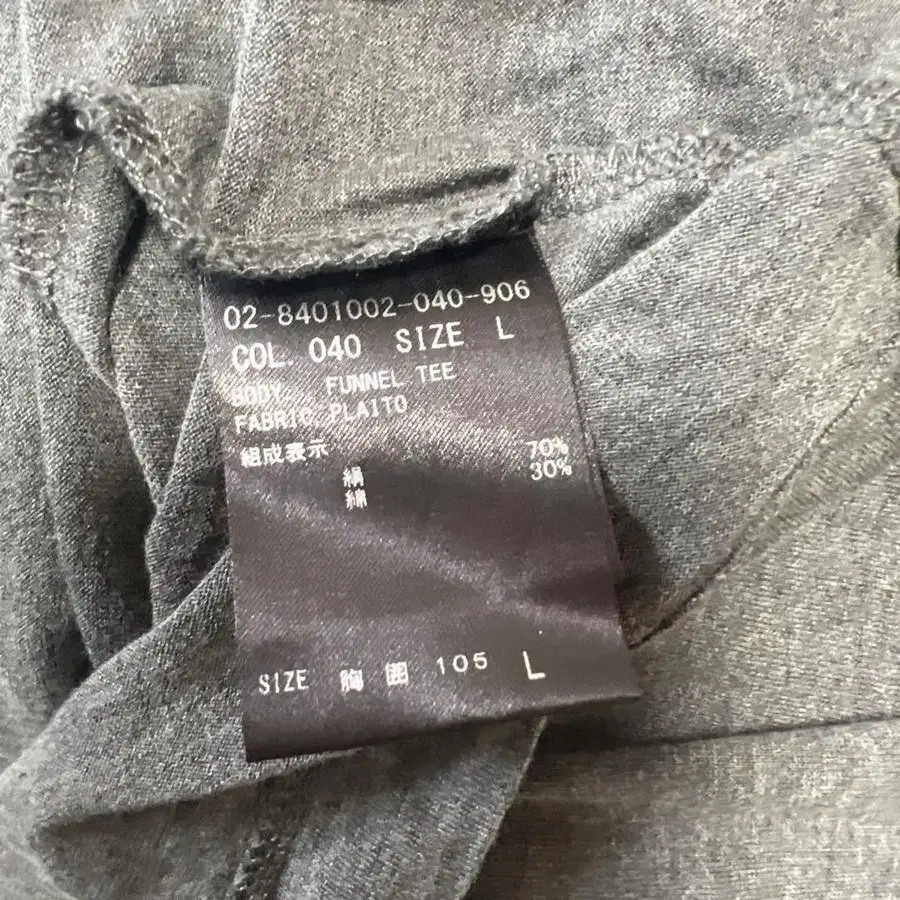 02-8401002-040-906
COL. 040 SIZE L
BODY FUNNEL TEE
FABRIC PLAITO
組成表示
絹 70%
綿 30%
SIZE 胸囲 105 L